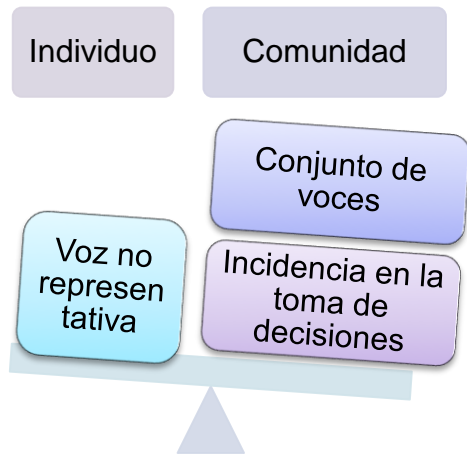 Individuo
Comunidad
Conjunto de
voces
Voz no
represen
tativa
Incidencia en la
toma de
decisiones